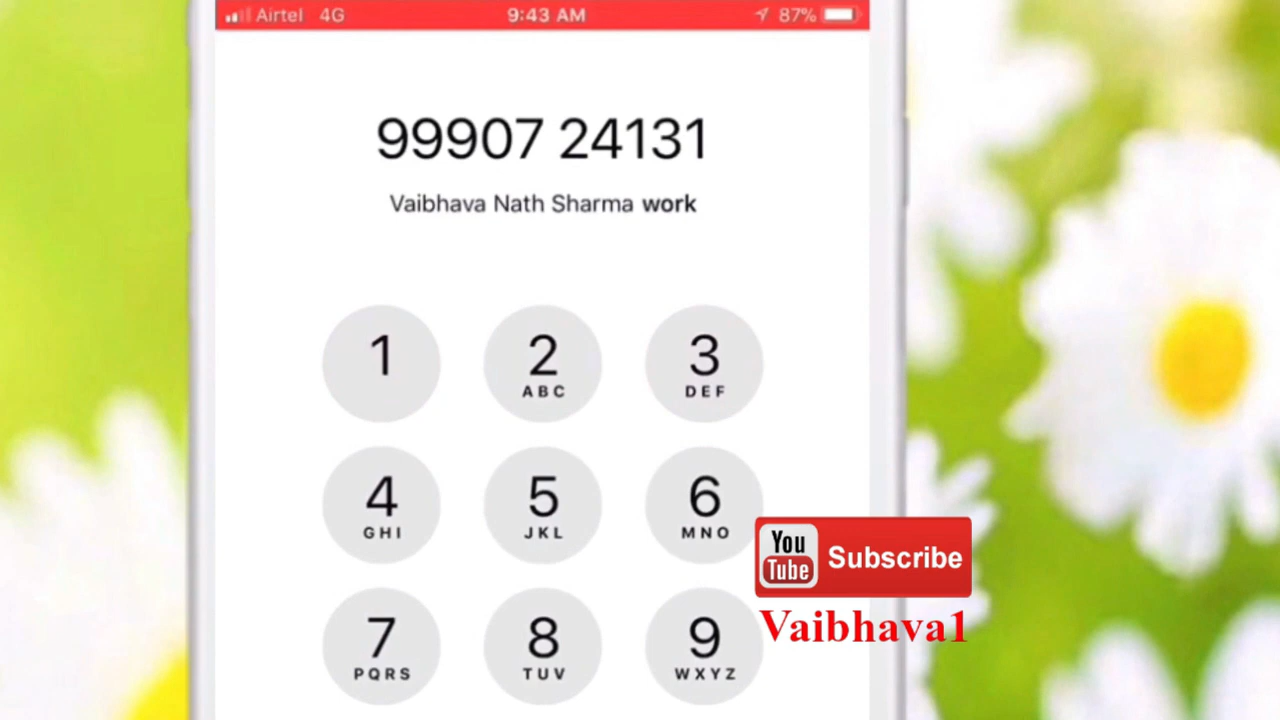 Airtel 4G 9:43 AM 87%
99907 24131
Vaibhava Nath Sharma work
1 2 3
ABC DEF
4 5 6
GHI JKL MNO
7 8 9
PQRS TUV WXYZ
You
Tube
Subscribe
Vaibhava1